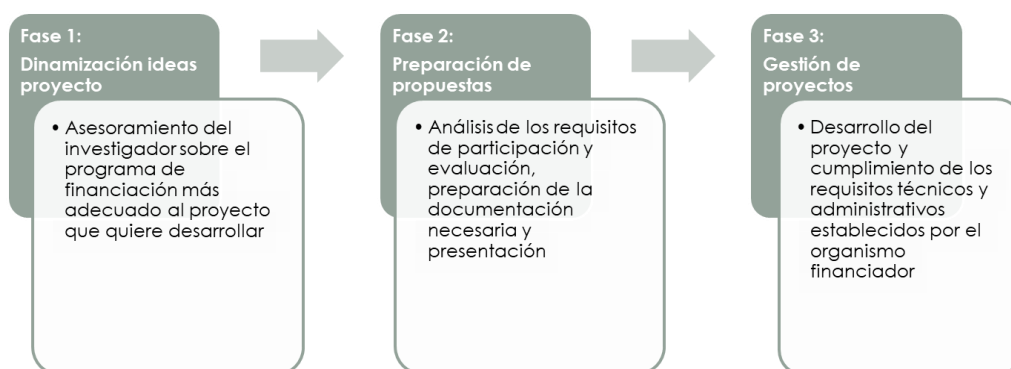 Fase 1:
Dinamización ideas
proyecto
• Asesoramiento del
investigador sobre el
programa de
financiación más
adecuado al proyecto
que quiere desarrollar
Fase 2:
Preparación de
propuestas
• Análisis de los requisitos
de participación y
evaluación,
preparación de la
documentación
necesaria y
presentación
Fase 3:
Gestión de
proyectos
• Desarrollo del
proyecto y
cumplimiento de los
requisitos técnicos y
administrativos
establecidos por el
organismo
financiador